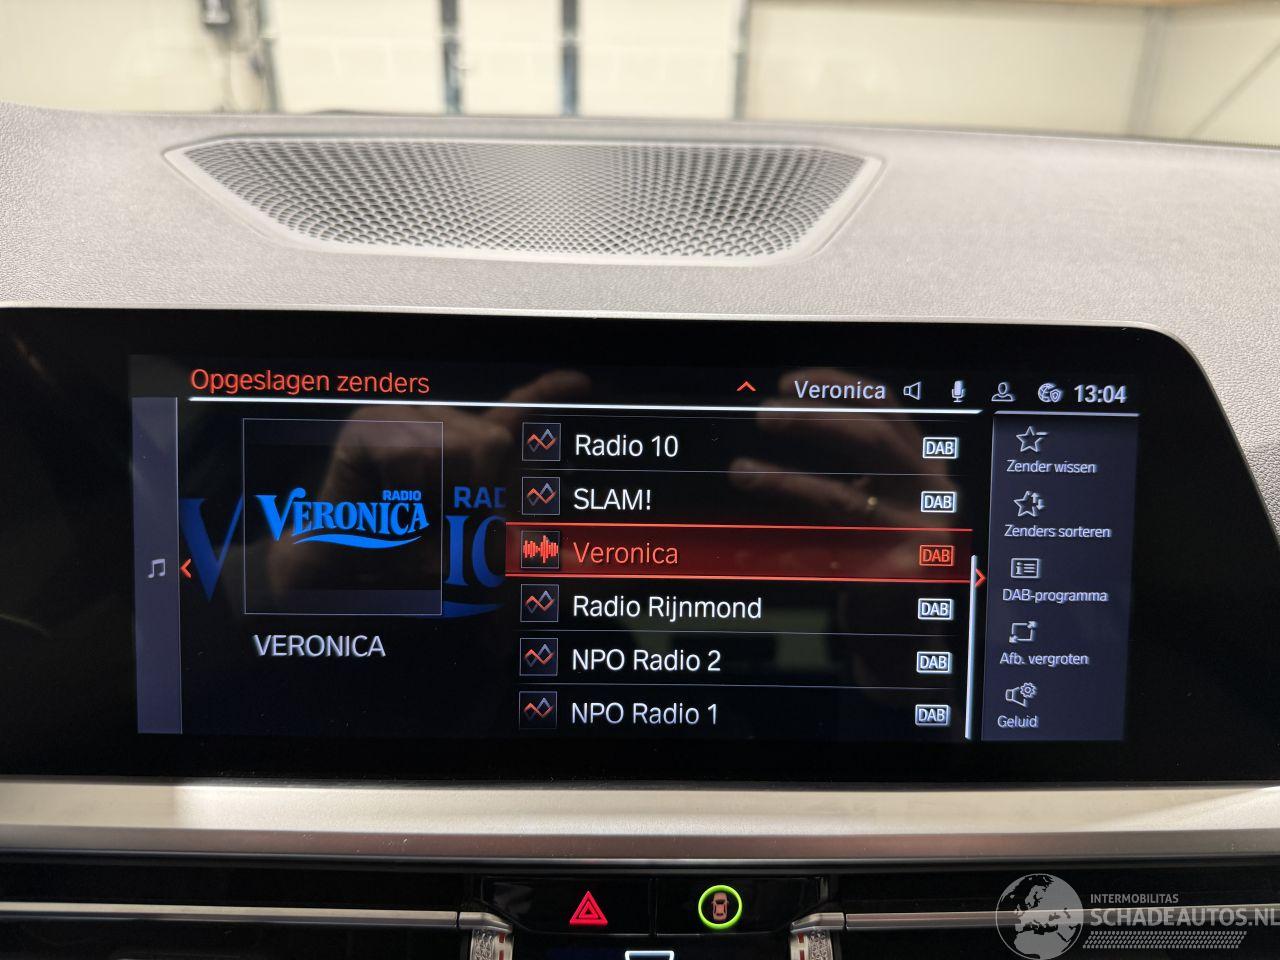 Opgeslagen zenders
Veronica
13:04
RADIO
VERONICA
RAD
VERONICA
Radio 10 DAB
SLAM! DAB
Veronica DAB
Radio Rijnmond DAB
NPO Radio 2 DAB
NPO Radio 1 DAB
Zender wissen
Zenders sorteren
DAB-programma
Afb. vergroten
Geluid
INTERMOBILITAS
SCHADEAUTOS.NL